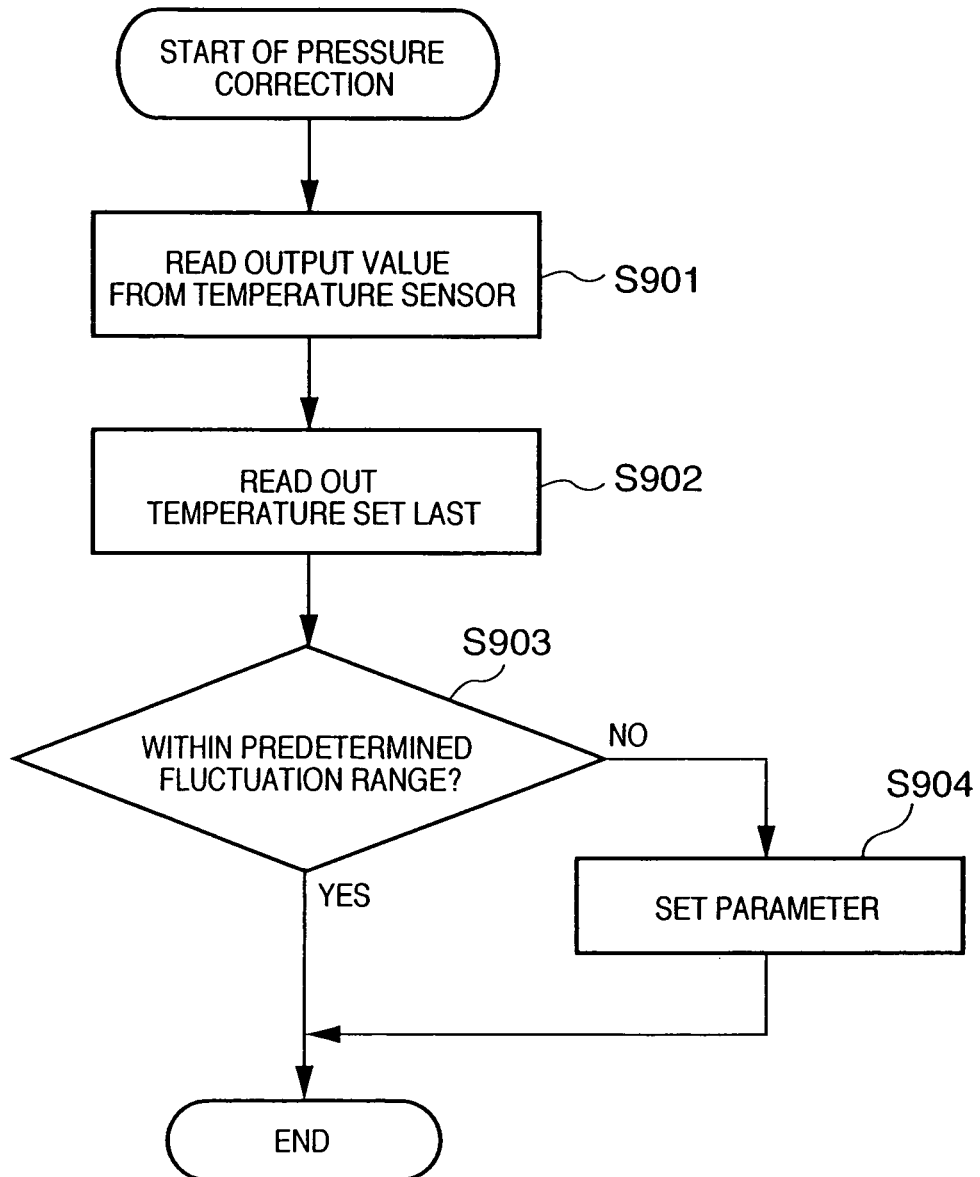 START OF PRESSURE
CORRECTION
READ OUTPUT VALUE
FROM TEMPERATURE SENSOR
S901
READ OUT
TEMPERATURE SET LAST
S902
S903
WITHIN PREDETERMINED
FLUCTUATION RANGE?
NO
S904
YES
SET PARAMETER
END